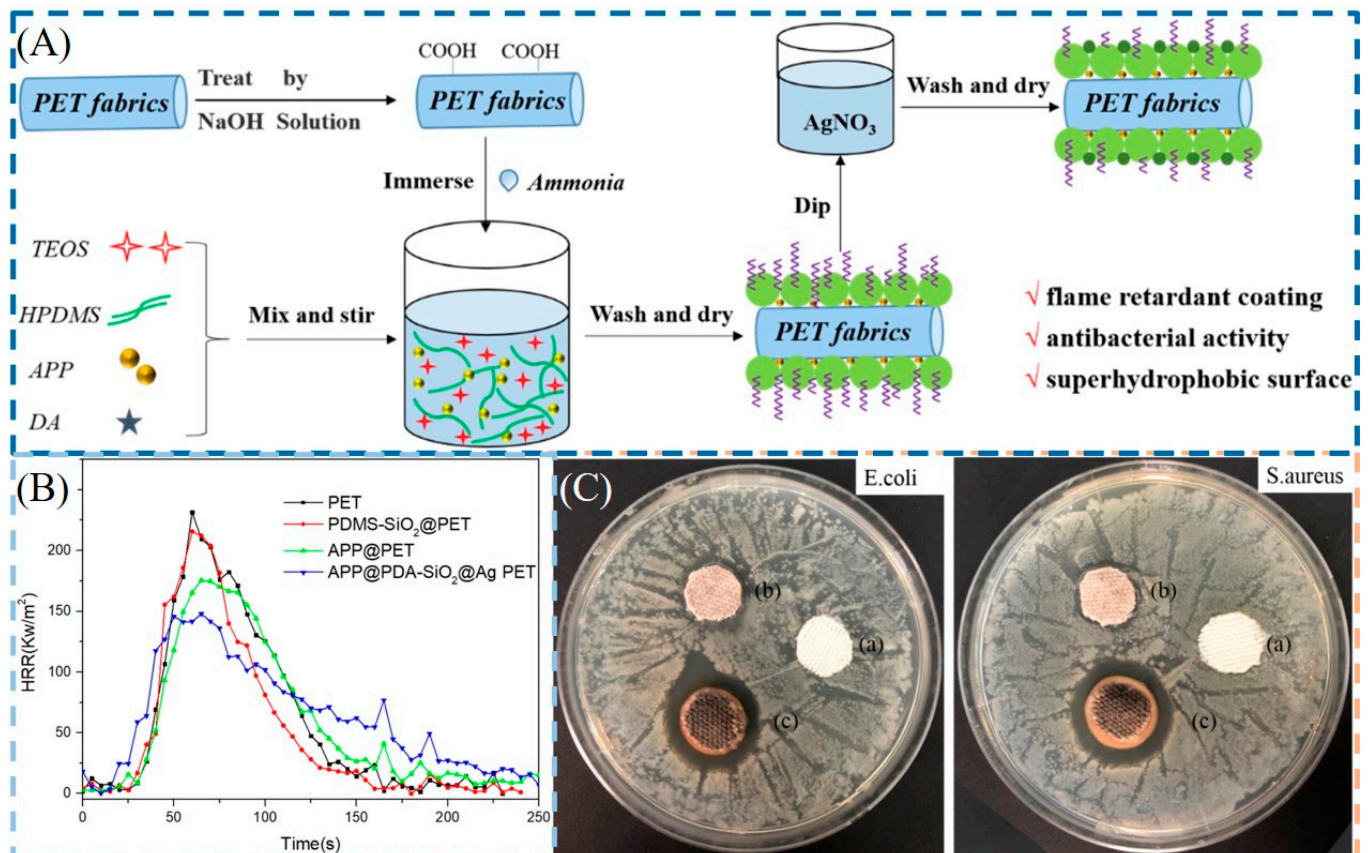 (A)
PET fabrics
Treat by
NaOH Solution
COOH COOH
PET fabrics
Immerse
Ammonia
TEOS
HPDMS
APP
DA
Mix and stir
Wash and dry
PET fabrics
Dip
AgNO₃
Wash and dry
PET fabrics
√ flame retardant coating
√ antibacterial activity
√ superhydrophobic surface
(B)
PET
PDMS-SiO₂@PET
APP@PET
APP@PDA-SiO₂@Ag PET
HRR(Kw/m²)
200
150
100
50
0
0 50 100 150 200 250
Time(s)
(C)
E.coli
(b)
(a)
(c)
S.aureus
(b)
(a)
(c)